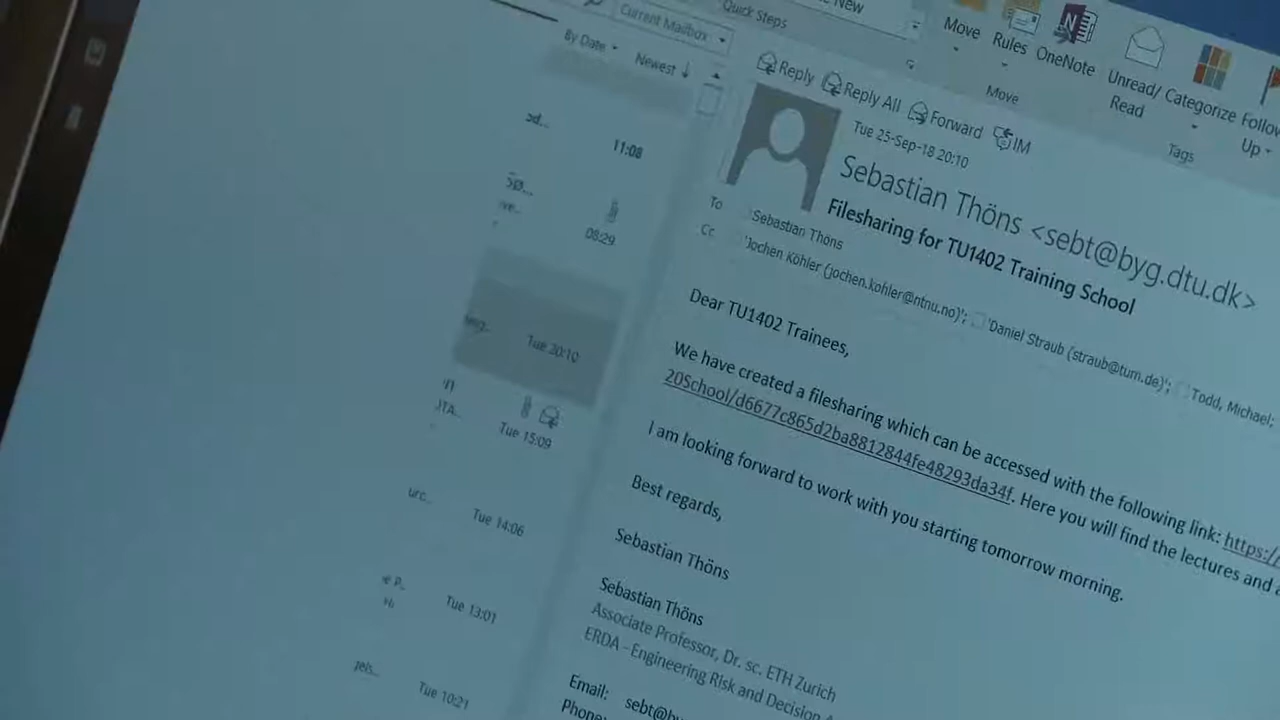 Current Mailbox
By Date
Newest
11:08
08:29
Tue 20:10
Tue 15:09
Tue 14:06
Tue 13:01
Tue 10:21
Quick Steps
New
Move
Rules
OneNote
Move
Unread/
Read
Categorize
Follow
Up
Tags
Reply
Reply All
Forward
IM
Tue 25-Sep-18 20:10
Sebastian Thöns <sebt@byg.dtu.dk>
Filesharing for TU1402 Training School
To
'Sebastian Thöns
Cc
'Jochen Köhler (jochen.kohler@ntnu.no)'; 'Daniel Straub (straub@tum.de)'; Todd, Michael;
Dear TU1402 Trainees,
We have created a filesharing which can be accessed with the following link: https:/
20School/d6677c865d2ba8812844fe48293da34f. Here you will find the lectures and a
I am looking forward to work with you starting tomorrow morning.
Best regards,
Sebastian Thöns
Sebastian Thöns
Associate Professor, Dr. sc. ETH Zurich
ERDA - Engineering Risk and Decision A
Email: sebt@by
Phone: